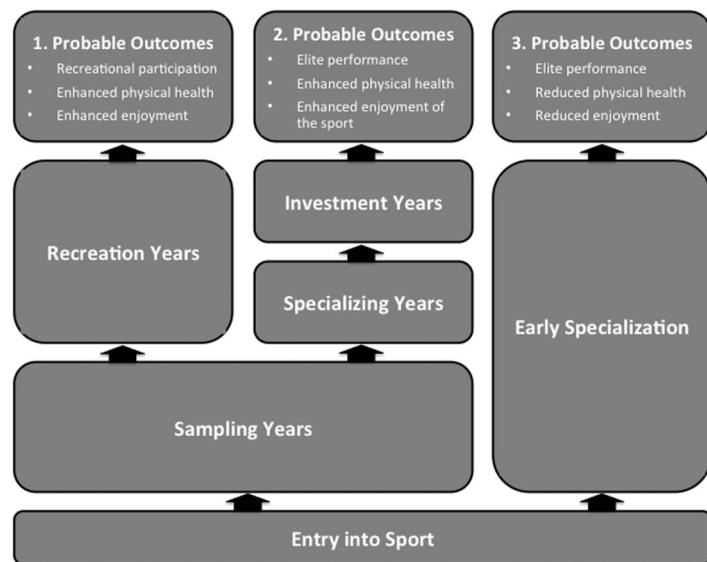 1. Probable Outcomes
• Recreational participation
• Enhanced physical health
• Enhanced enjoyment
2. Probable Outcomes
• Elite performance
• Enhanced physical health
• Enhanced enjoyment of
the sport
3. Probable Outcomes
• Elite performance
• Reduced physical health
• Reduced enjoyment
Recreation Years
Investment Years
Specializing Years
Early Specialization
Sampling Years
Entry into Sport